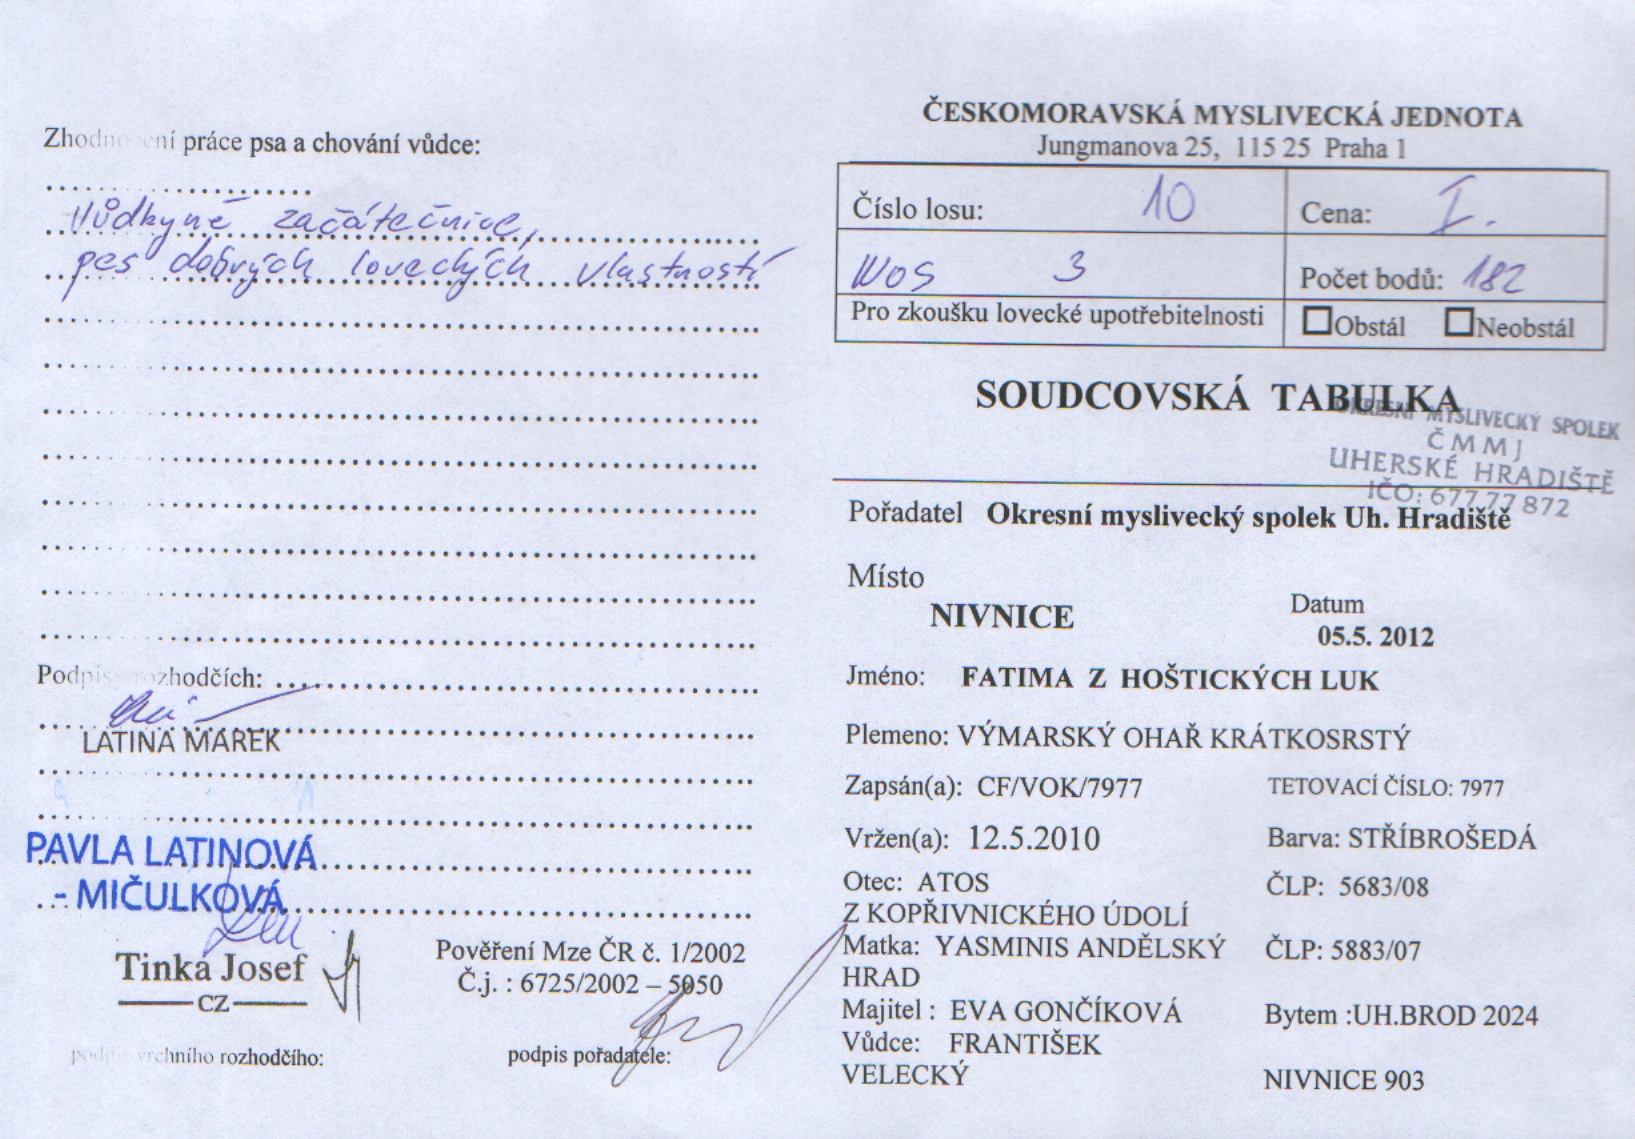 Zhodnocení práce psa a chování vůdce:
Vůdkyně začátečnice,
pes dobrých loveckých vlastností
Podpisy rozhodčích:
LATINA MAREK
PAVLA LATINOVÁ
- MIČULKOVÁ
Tinka Josef
CZ
podpis vrchního rozhodčího:
Pověření Mze ČR č. 1/2002
Č.j. : 6725/2002 – 5050
podpis pořadatele:
ČESKOMORAVSKÁ MYSLIVECKÁ JEDNOTA
Jungmanova 25, 115 25 Praha 1
Číslo losu: 10 Cena: I.
WOS 3 Počet bodů: 182
Pro zkoušku lovecké upotřebitelnosti Obstál Neobstál
SOUDCOVSKÁ TABULKA
OKRESNÍ MYSLIVECKÝ SPOLEK
ČMMJ
UHERSKÉ HRADIŠTĚ
IČO: 677 77 872
Pořadatel Okresní myslivecký spolek Uh. Hradiště
Místo
NIVNICE
Datum
05.5. 2012
Jméno: FATIMA Z HOŠTICKÝCH LUK
Plemeno: VÝMARSKÝ OHAŘ KRÁTKOSRSTÝ
Zapsán(a): CF/VOK/7977 TETOVACÍ ČÍSLO: 7977
Vržen(a): 12.5.2010 Barva: STŘÍBROŠEDÁ
Otec: ATOS ČLP: 5683/08
Z KOPŘIVNICKÉHO ÚDOLÍ
Matka: YASMINIS ANDĚLSKÝ ČLP: 5883/07
HRAD
Majitel : EVA GONČÍKOVÁ Bytem :UH.BROD 2024
Vůdce: FRANTIŠEK
VELECKÝ NIVNICE 903